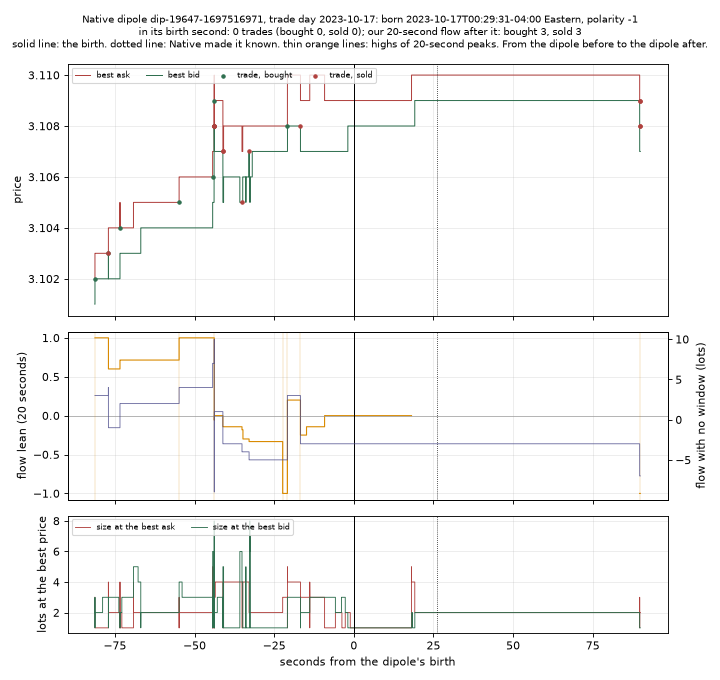 Native dipole dip-19647-1697516971, trade day 2023-10-17: born 2023-10-17T00:29:31-04:00 Eastern, polarity -1
in its birth second: 0 trades (bought 0, sold 0); our 20-second flow after it: bought 3, sold 3
solid line: the birth. dotted line: Native made it known. thin orange lines: highs of 20-second peaks. From the dipole before to the dipole after.
best ask
best bid
trade, bought
trade, sold
3.110
3.108
3.106
3.104
3.102
price
1.0
0.5
0.0
−0.5
−1.0
flow lean (20 seconds)
10
5
0
−5
flow with no window (lots)
size at the best ask
size at the best bid
8
6
4
2
lots at the best price
−75
−50
−25
0
25
50
75
seconds from the dipole's birth